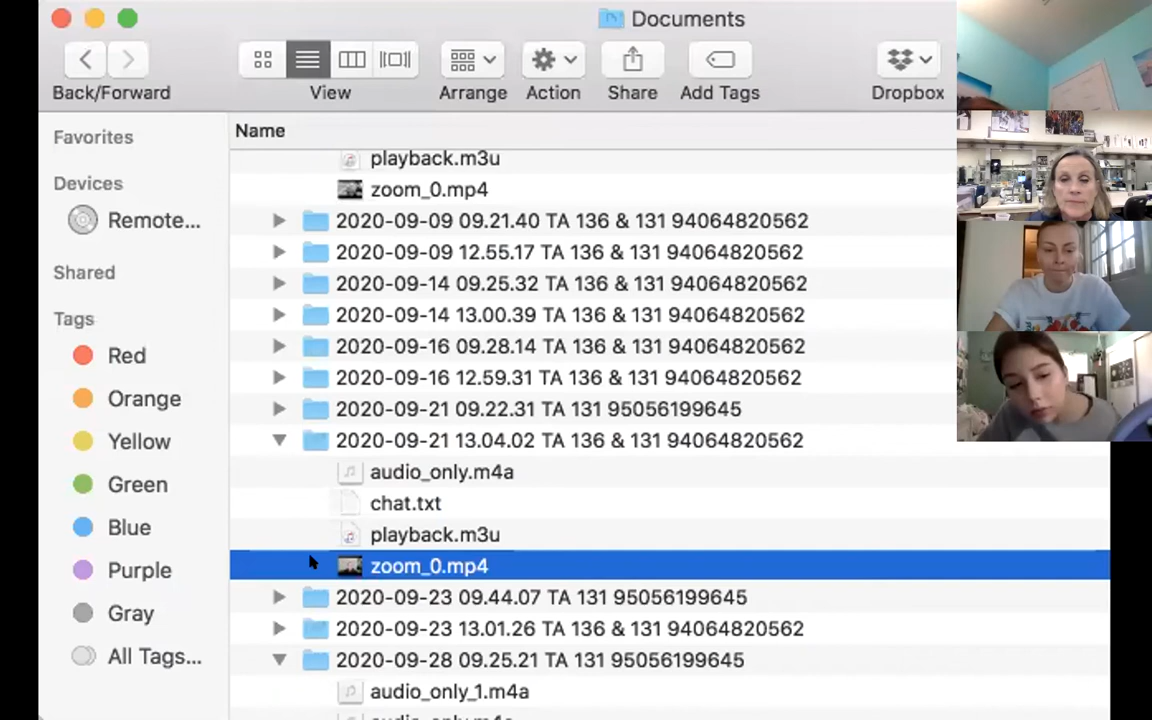 Documents
Back/Forward View Arrange Action Share Add Tags Dropbox
Favorites
Devices
Remote...
Shared
Tags
Red
Orange
Yellow
Green
Blue
Purple
Gray
All Tags...
Name
playback.m3u
zoom_0.mp4
2020-09-09 09.21.40 TA 136 & 131 94064820562
2020-09-09 12.55.17 TA 136 & 131 94064820562
2020-09-14 09.25.32 TA 136 & 131 94064820562
2020-09-14 13.00.39 TA 136 & 131 94064820562
2020-09-16 09.28.14 TA 136 & 131 94064820562
2020-09-16 12.59.31 TA 136 & 131 94064820562
2020-09-21 09.22.31 TA 131 95056199645
2020-09-21 13.04.02 TA 136 & 131 94064820562
audio_only.m4a
chat.txt
playback.m3u
zoom_0.mp4
2020-09-23 09.44.07 TA 131 95056199645
2020-09-23 13.01.26 TA 136 & 131 94064820562
2020-09-28 09.25.21 TA 131 95056199645
audio_only_1.m4a